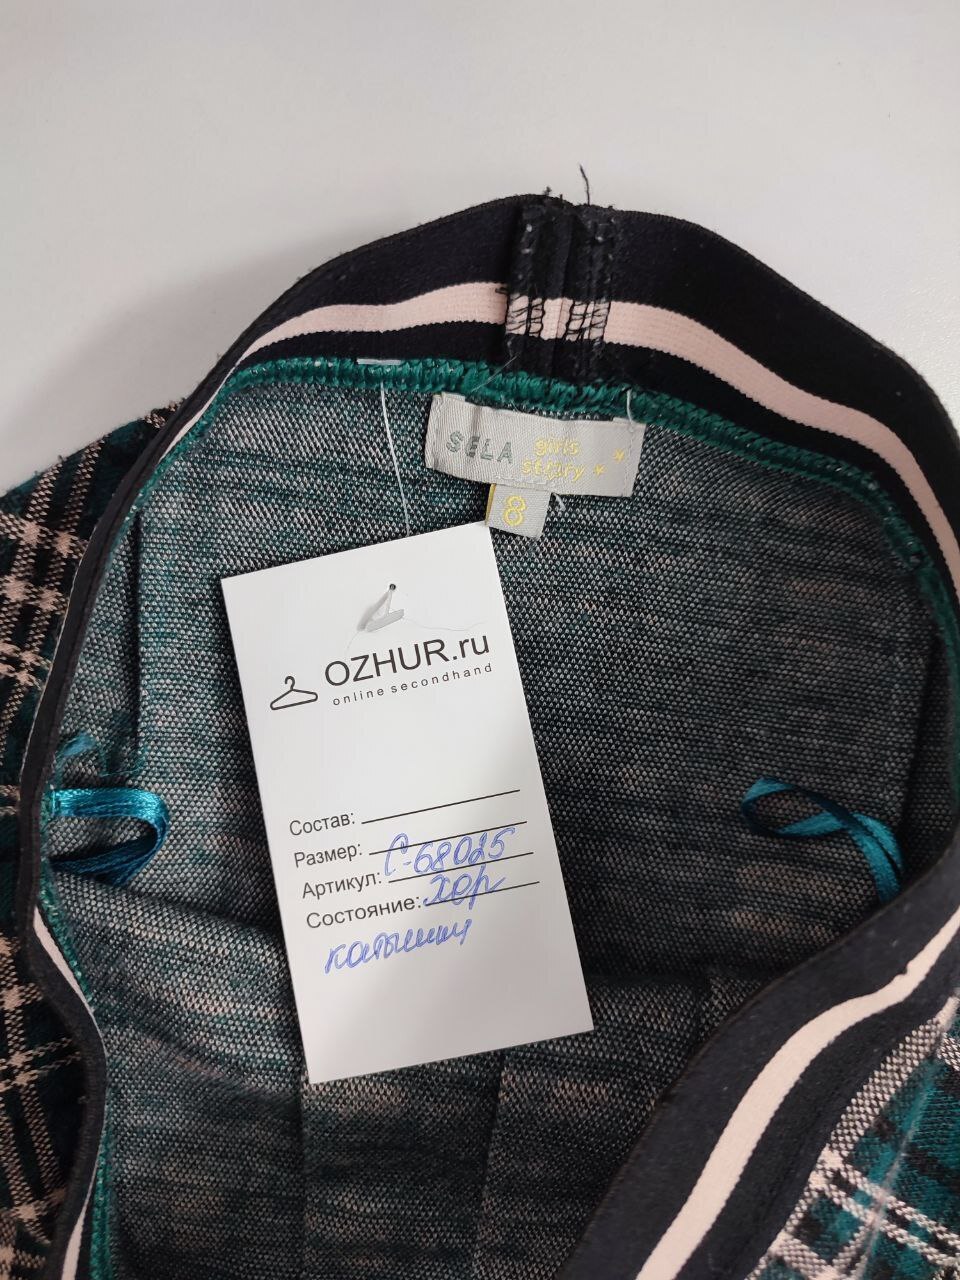 SELA
girls
story
8
OZHUR.ru
online secondhand
Состав:
Размер:
Артикул: С-68025
Состояние: хор
катышки